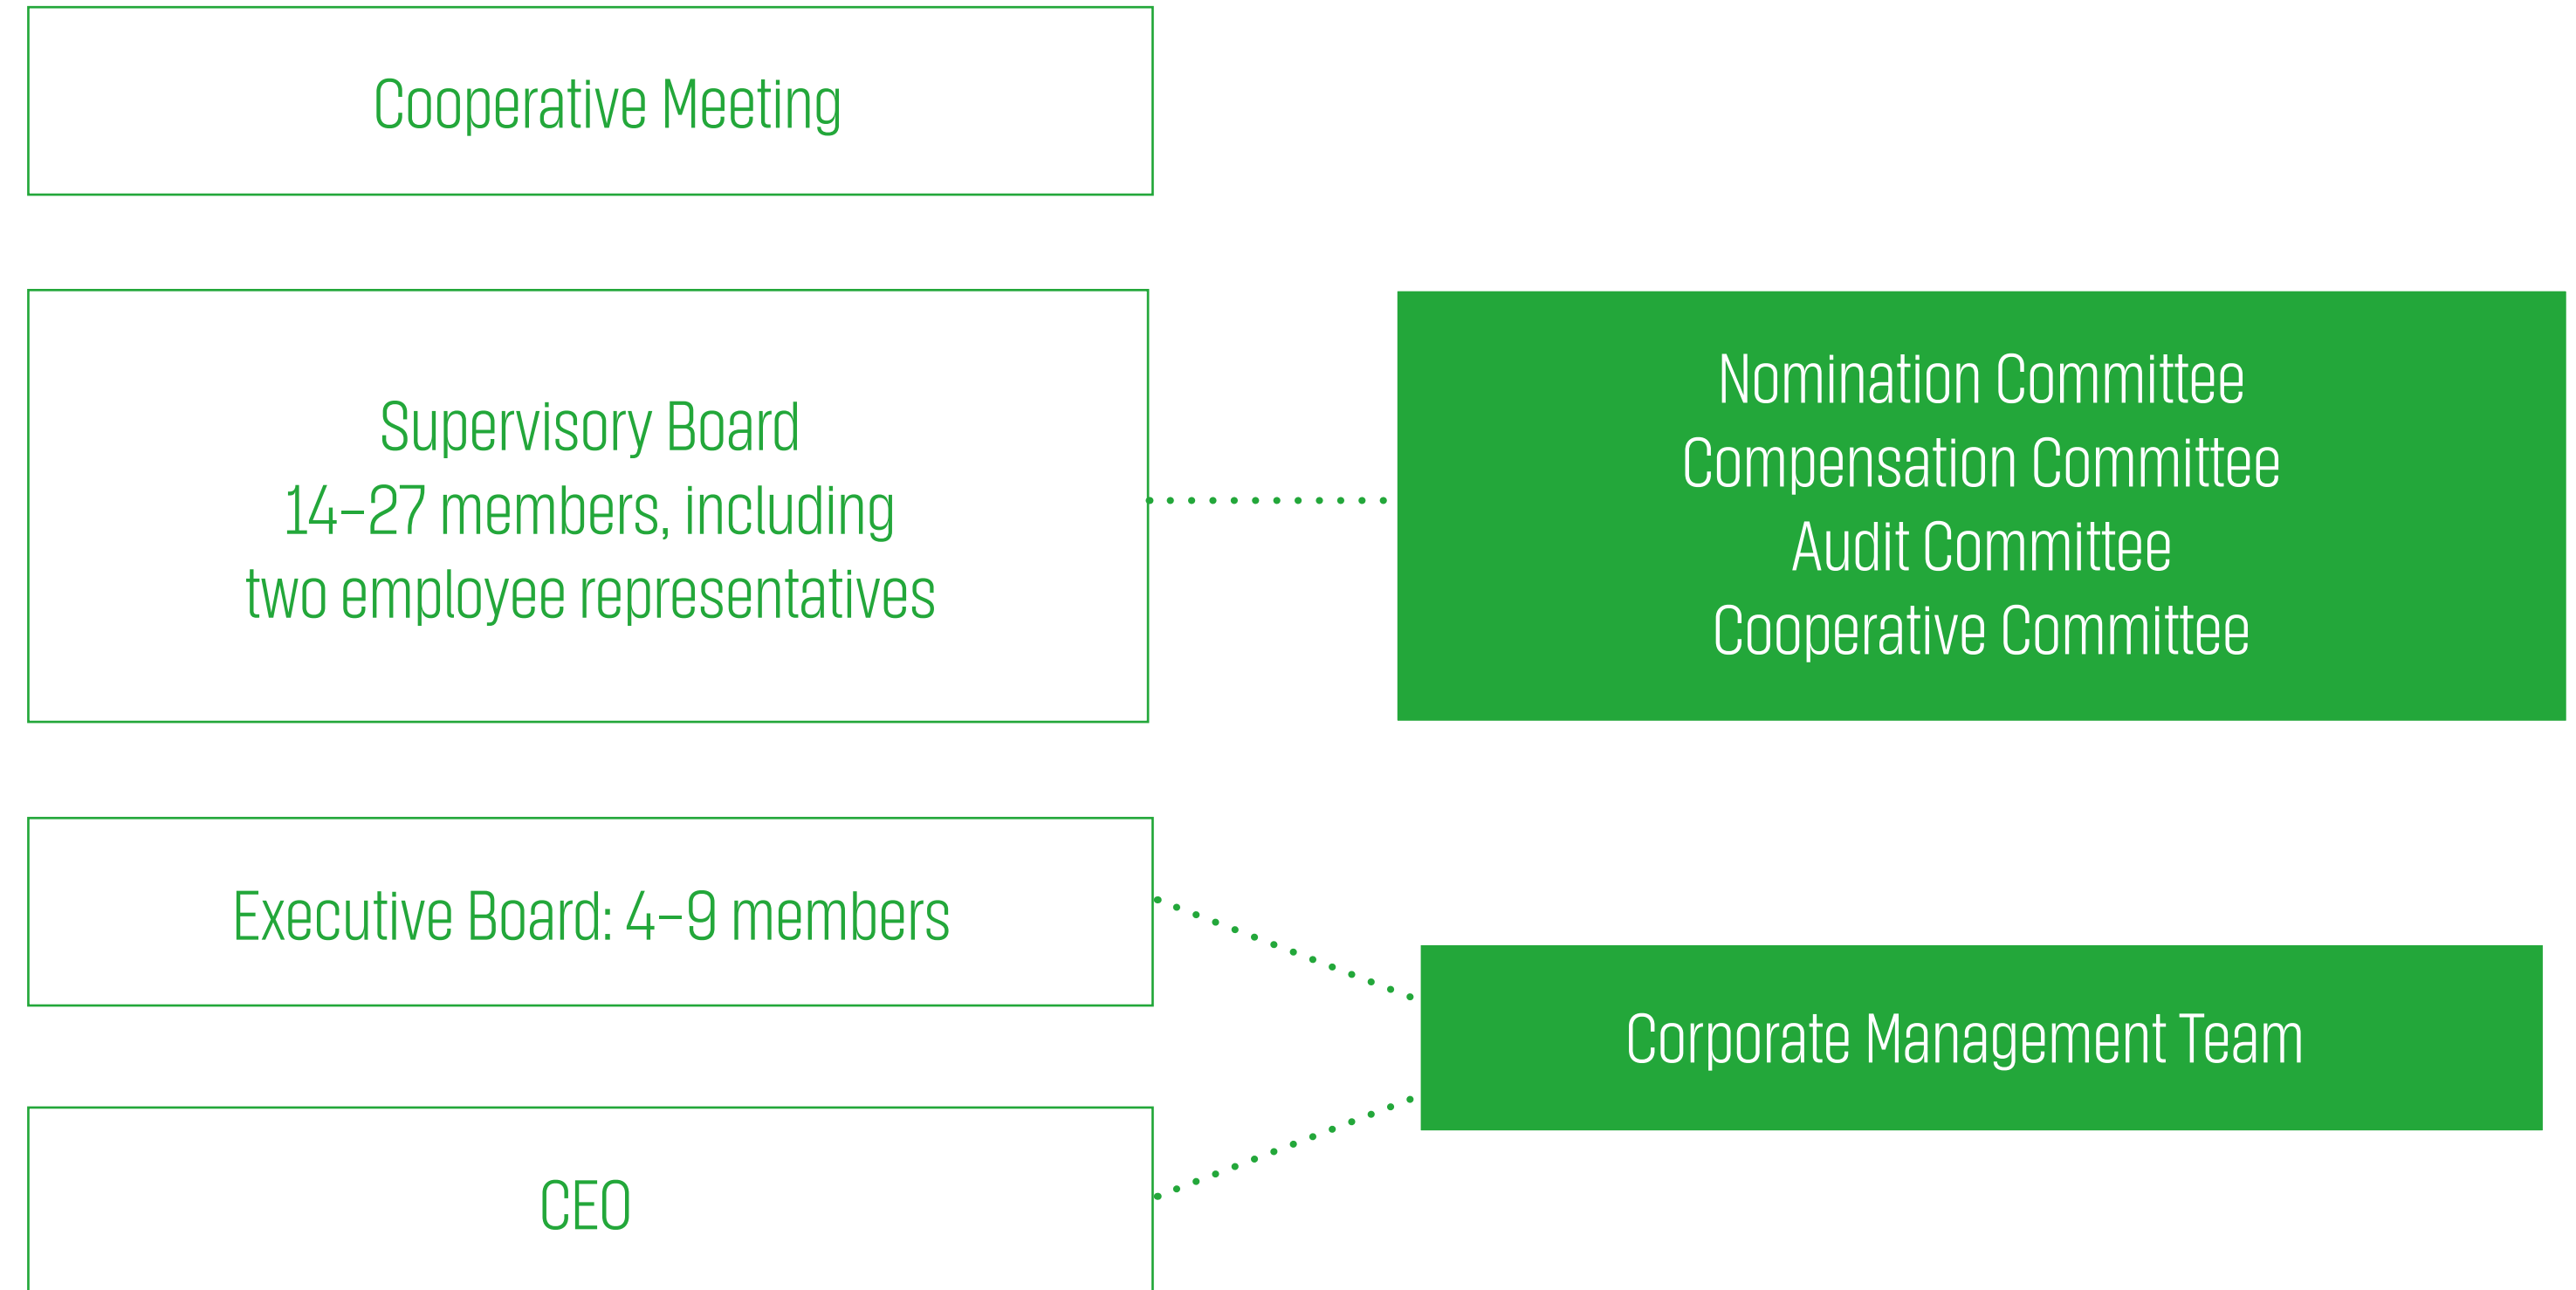 Cooperative Meeting
Supervisory Board
14–27 members, including
two employee representatives
Nomination Committee
Compensation Committee
Audit Committee
Cooperative Committee
Executive Board: 4–9 members
Corporate Management Team
CEO